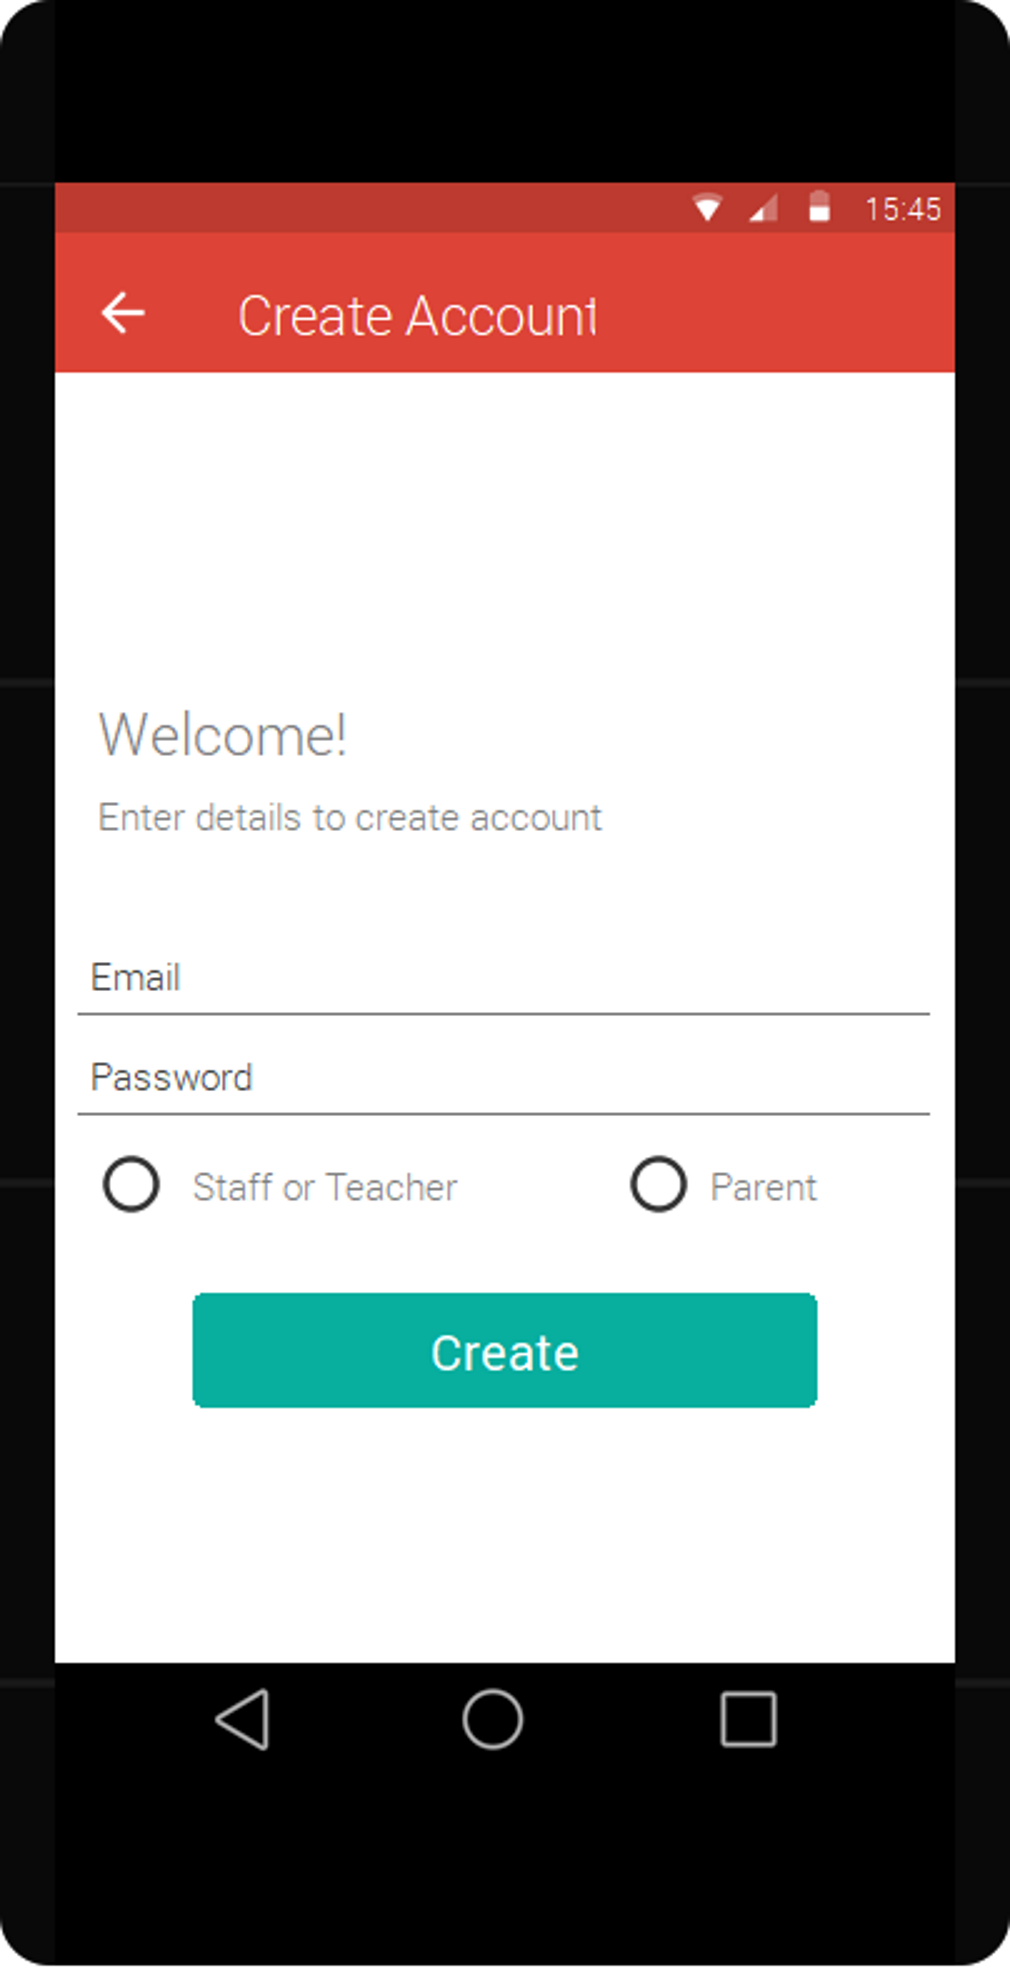 15:45
Create Account
Welcome!
Enter details to create account
Email
Password
Staff or Teacher
Parent
Create